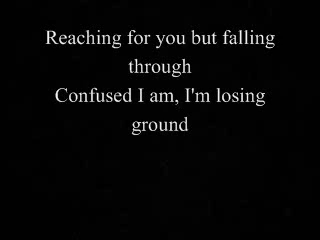 Reaching for you but falling
through
Confused I am, I'm losing
ground